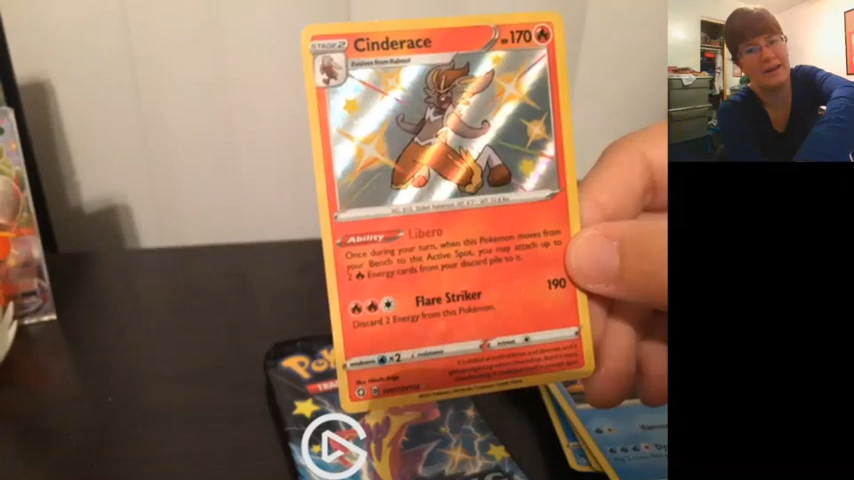 STAGE 2
Cinderace
HP 170
Evolves from Raboot
Ability
Libero
Once during your turn, when this Pokémon moves from
your Bench to the Active Spot, you may attach up to
2 Energy cards from your discard pile to it.
Flare Striker
190
Discard 2 Energy from this Pokémon.
weakness
×2
resistance
retreat